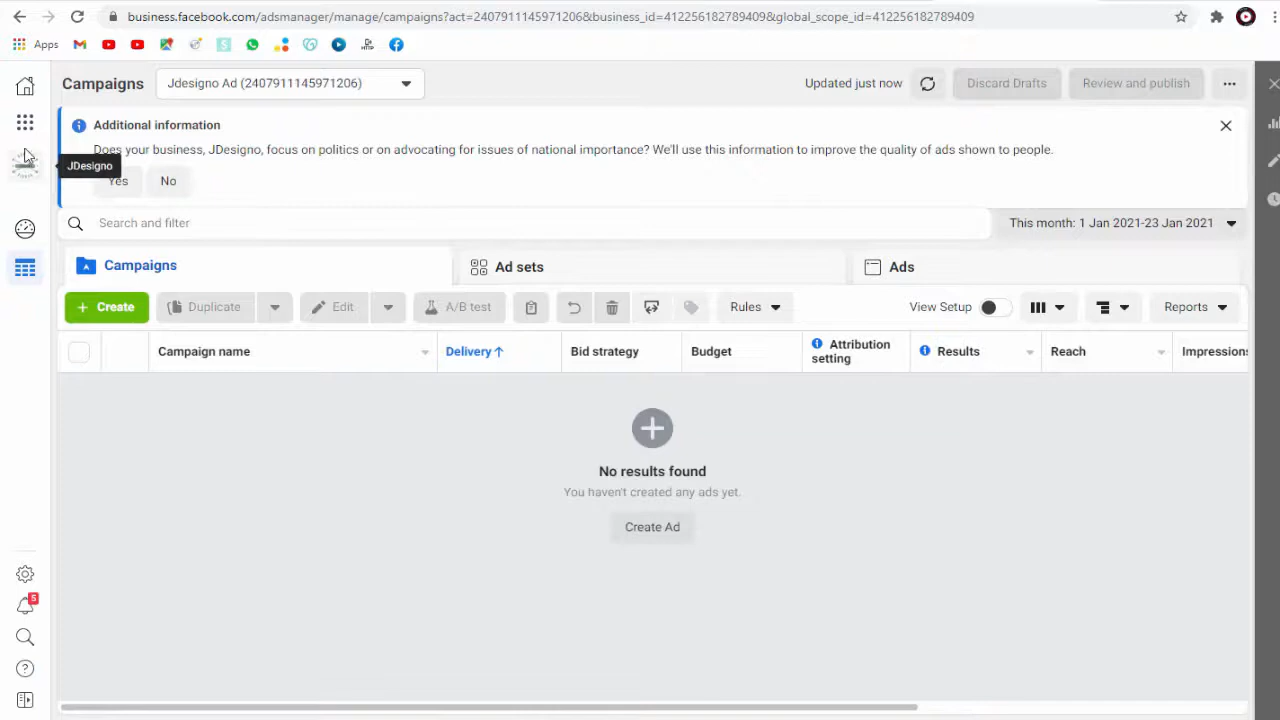 business.facebook.com/adsmanager/manage/campaigns?act=2407911145971206&business_id=412256182789409&global_scope_id=412256182789409
Apps
Campaigns
Jdesigno Ad (2407911145971206)
Updated just now
Discard Drafts
Review and publish
Additional information
Does your business, JDesigno, focus on politics or on advocating for issues of national importance? We'll use this information to improve the quality of ads shown to people.
JDesigno
Yes
No
Search and filter
This month: 1 Jan 2021-23 Jan 2021
Campaigns
Ad sets
Ads
+ Create
Duplicate
Edit
A/B test
Rules
View Setup
Reports
Campaign name
Delivery↑
Bid strategy
Budget
Attribution
setting
Results
Reach
Impressions
No results found
You haven't created any ads yet.
Create Ad
5